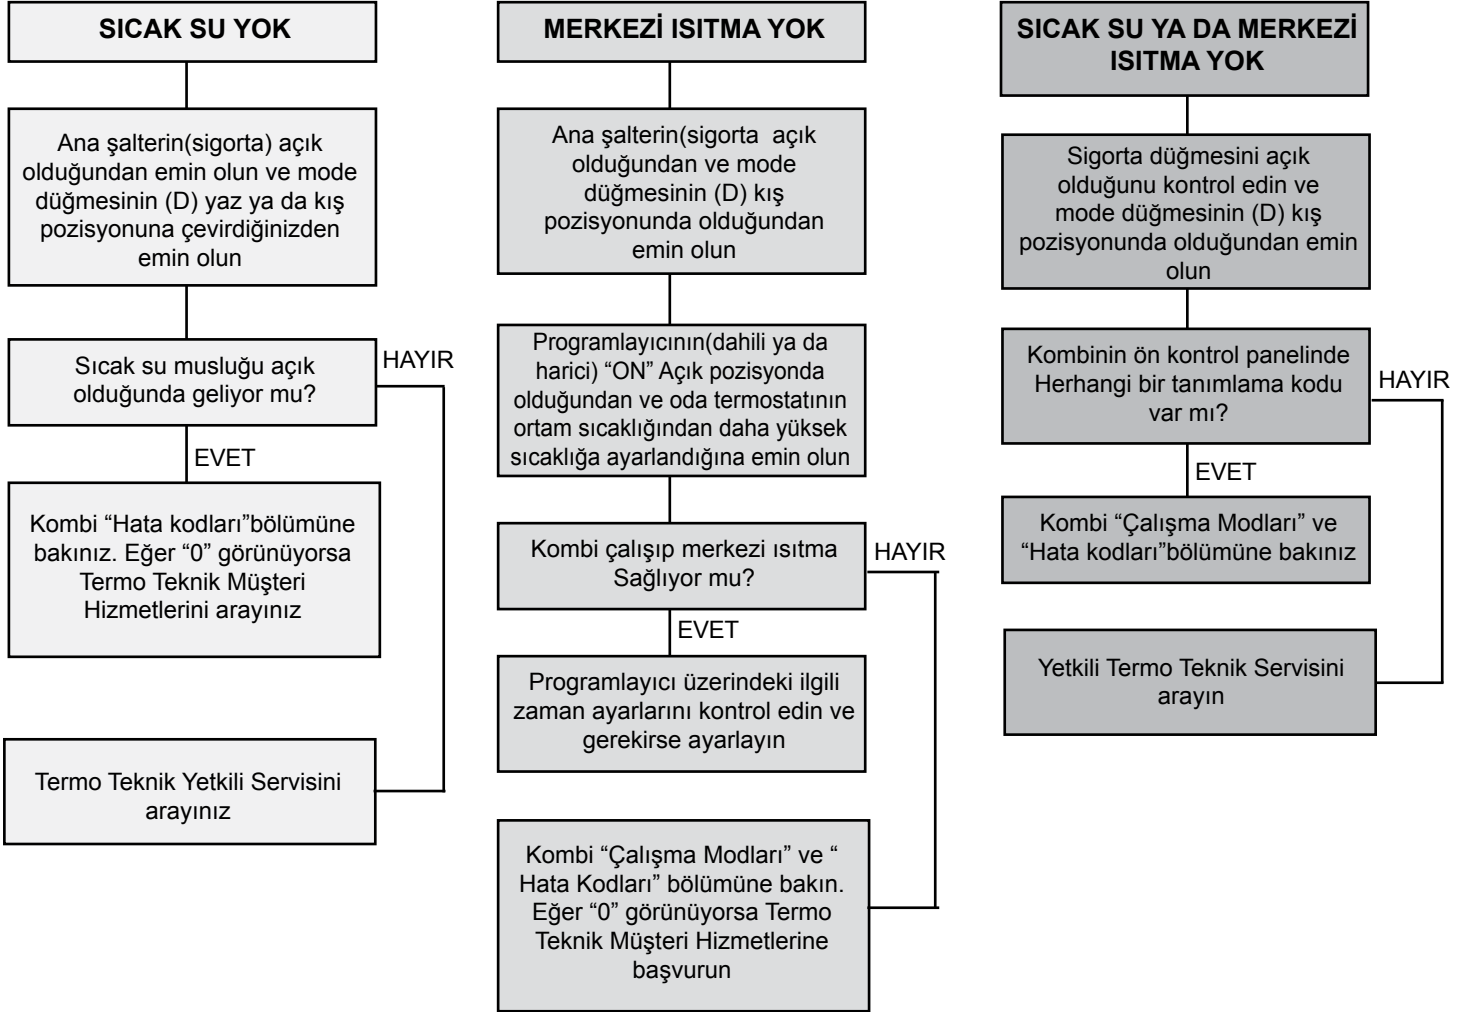 SICAK SU YOK
Ana şalterin(sigorta) açık
olduğundan emin olun ve mode
düğmesinin (D) yaz ya da kış
pozisyonuna çevirdiğinizden
emin olun
Sıcak su musluğu açık
olduğunda geliyor mu?
HAYIR
EVET
Kombi “Hata kodları”bölümüne
bakınız. Eğer “0” görünüyorsa
Termo Teknik Müşteri
Hizmetlerini arayınız
Termo Teknik Yetkili Servisini
arayınız
MERKEZİ ISITMA YOK
Ana şalterin(sigorta  açık
olduğundan ve mode
düğmesinin (D) kış
pozisyonunda olduğundan
emin olun
Programlayıcının(dahili ya da
harici) “ON” Açık pozisyonda
olduğundan ve oda termostatının
ortam sıcaklığından daha yüksek
sıcaklığa ayarlandığına emin olun
Kombi çalışıp merkezi ısıtma
Sağlıyor mu?
HAYIR
EVET
Programlayıcı üzerindeki ilgili
zaman ayarlarını kontrol edin ve
gerekirse ayarlayın
Kombi “Çalışma Modları” ve “
Hata Kodları” bölümüne bakın.
Eğer “0” görünüyorsa Termo
Teknik Müşteri Hizmetlerine
başvurun
SICAK SU YA DA MERKEZİ
ISITMA YOK
Sigorta düğmesini açık
olduğunu kontrol edin ve
mode düğmesinin (D) kış
pozisyonunda olduğundan emin
olun
Kombinin ön kontrol panelinde
Herhangi bir tanımlama kodu
var mı?
HAYIR
EVET
Kombi “Çalışma Modları” ve
“Hata kodları”bölümüne bakınız
Yetkili Termo Teknik Servisini
arayın